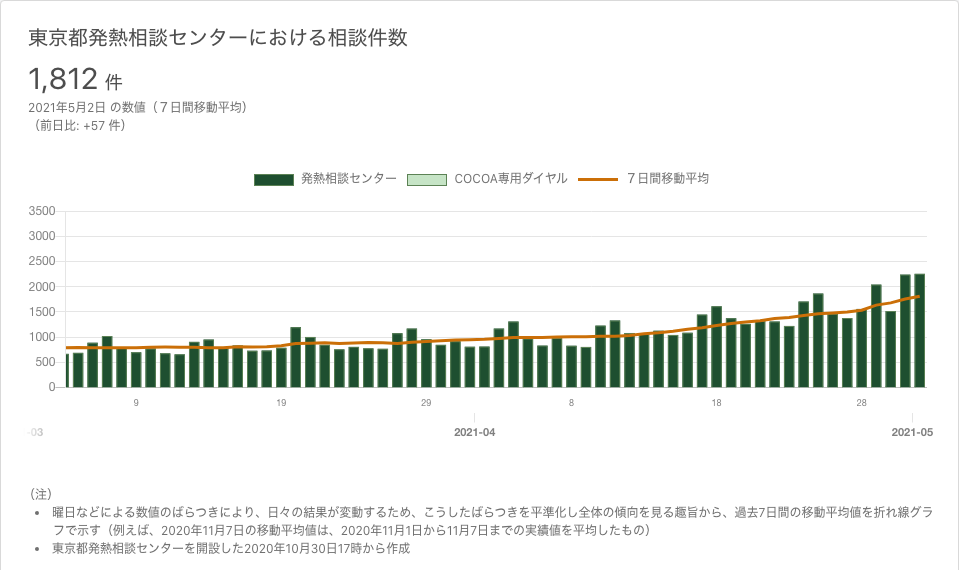 東京都発熱相談センターにおける相談件数
1,812 件
2021年5月2日 の数値（７日間移動平均）
（前日比: +57 件）
発熱相談センター COCOA専用ダイヤル ７日間移動平均
3500
3000
2500
2000
1500
1000
500
0
9 19 29 8 18 28
-03 2021-04 2021-05
（注）
• 曜日などによる数値のばらつきにより、日々の結果が変動するため、こうしたばらつきを平準化し全体の傾向を見る趣旨から、過去7日間の移動平均値を折れ線グラ
フで示す（例えば、2020年11月7日の移動平均値は、2020年11月1日から11月7日までの実績値を平均したもの）
• 東京都発熱相談センターを開設した2020年10月30日17時から作成